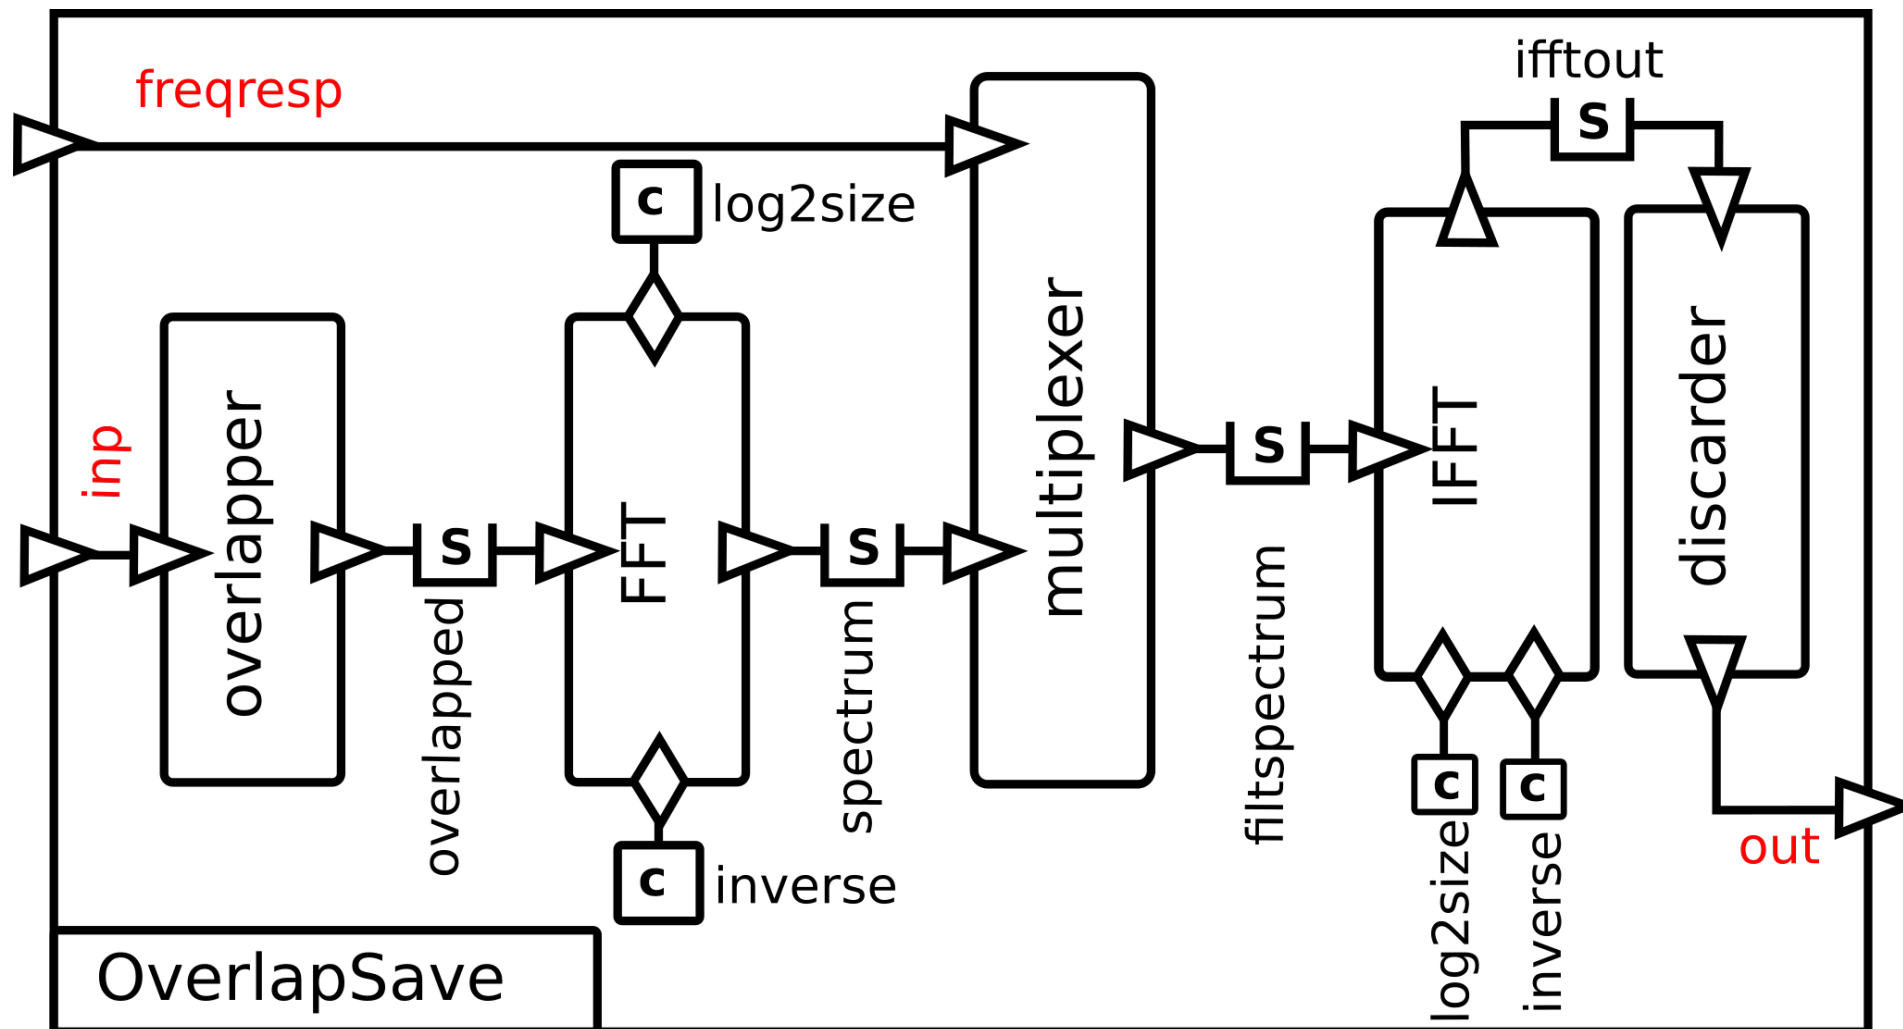 freqresp
ifftout
S
c
log2size
inp
overlapper
S
overlapped
FFT
S
spectrum
multiplexer
S
filtspectrum
IFFT
discarder
c
inverse
c
log2size
c
inverse
out
OverlapSave